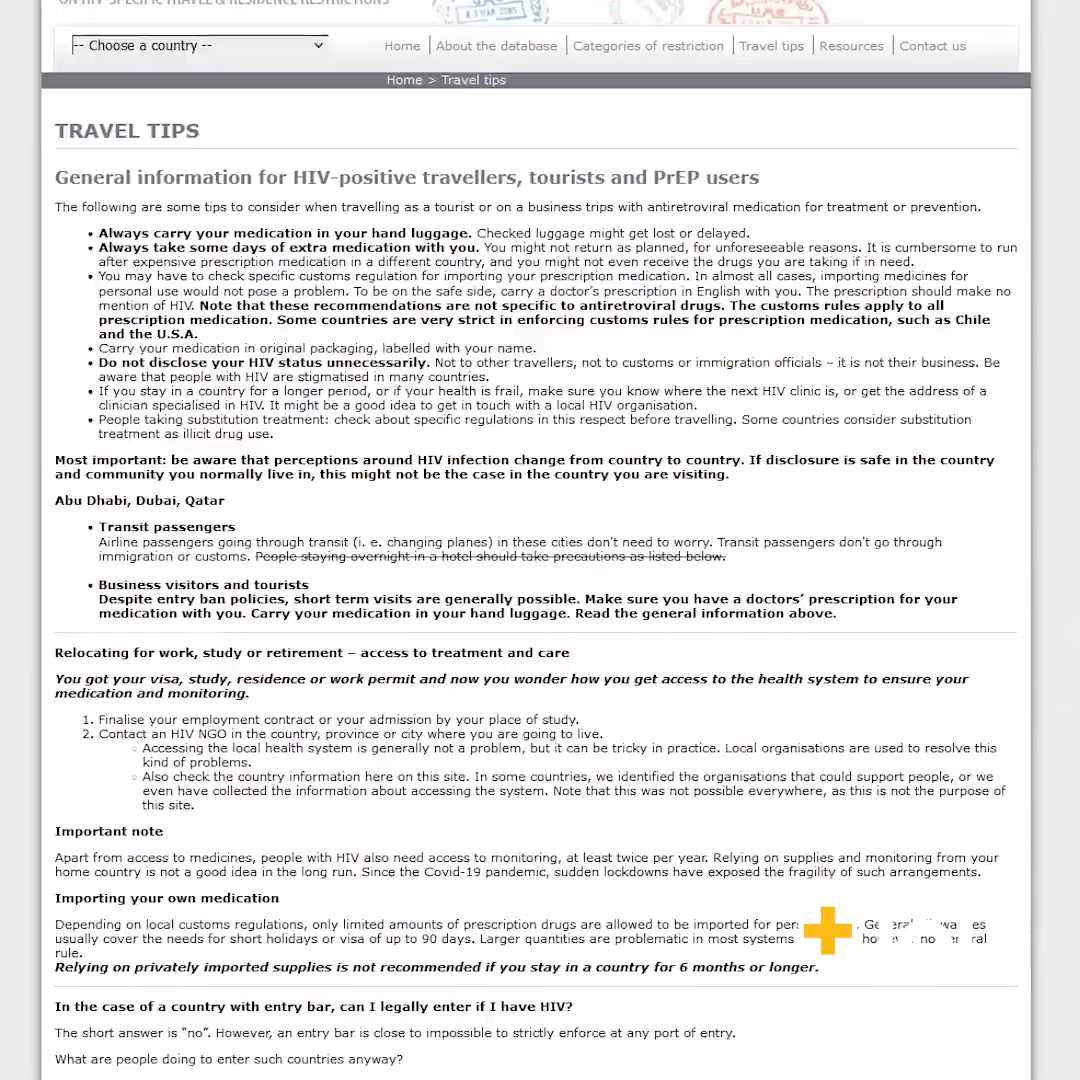 ON HIV-SPECIFIC TRAVEL & RESIDENCE RESTRICTIONS
-- Choose a country --
Home About the database Categories of restriction Travel tips Resources Contact us
Home > Travel tips
TRAVEL TIPS
General information for HIV-positive travellers, tourists and PrEP users
The following are some tips to consider when travelling as a tourist or on a business trips with antiretroviral medication for treatment or prevention.
• Always carry your medication in your hand luggage. Checked luggage might get lost or delayed.
• Always take some days of extra medication with you. You might not return as planned, for unforeseeable reasons. It is cumbersome to run
after expensive prescription medication in a different country, and you might not even receive the drugs you are taking if in need.
• You may have to check specific customs regulation for importing your prescription medication. In almost all cases, importing medicines for
personal use would not pose a problem. To be on the safe side, carry a doctor’s prescription in English with you. The prescription should make no
mention of HIV. Note that these recommendations are not specific to antiretroviral drugs. The customs rules apply to all
prescription medication. Some countries are very strict in enforcing customs rules for prescription medication, such as Chile
and the U.S.A.
• Carry your medication in original packaging, labelled with your name.
• Do not disclose your HIV status unnecessarily. Not to other travellers, not to customs or immigration officials – it is not their business. Be
aware that people with HIV are stigmatised in many countries.
• If you stay in a country for a longer period, or if your health is frail, make sure you know where the next HIV clinic is, or get the address of a
clinician specialised in HIV. It might be a good idea to get in touch with a local HIV organisation.
• People taking substitution treatment: check about specific regulations in this respect before travelling. Some countries consider substitution
treatment as illicit drug use.
Most important: be aware that perceptions around HIV infection change from country to country. If disclosure is safe in the country
and community you normally live in, this might not be the case in the country you are visiting.
Abu Dhabi, Dubai, Qatar
• Transit passengers
Airline passengers going through transit (i. e. changing planes) in these cities don't need to worry. Transit passengers don't go through
immigration or customs. People staying overnight in a hotel should take precautions as listed below.
• Business visitors and tourists
Despite entry ban policies, short term visits are generally possible. Make sure you have a doctors’ prescription for your
medication with you. Carry your medication in your hand luggage. Read the general information above.
Relocating for work, study or retirement – access to treatment and care
You got your visa, study, residence or work permit and now you wonder how you get access to the health system to ensure your
medication and monitoring.
1. Finalise your employment contract or your admission by your place of study.
2. Contact an HIV NGO in the country, province or city where you are going to live.
○ Accessing the local health system is generally not a problem, but it can be tricky in practice. Local organisations are used to resolve this
kind of problems.
○ Also check the country information here on this site. In some countries, we identified the organisations that could support people, or we
even have collected the information about accessing the system. Note that this was not possible everywhere, as this is not the purpose of
this site.
Important note
Apart from access to medicines, people with HIV also need access to monitoring, at least twice per year. Relying on supplies and monitoring from your
home country is not a good idea in the long run. Since the Covid-19 pandemic, sudden lockdowns have exposed the fragility of such arrangements.
Importing your own medication
Depending on local customs regulations, only limited amounts of prescription drugs are allowed to be imported for
usually cover the needs for short holidays or visa of up to 90 days. Larger quantities are problematic in most systems
rule.
Relying on privately imported supplies is not recommended if you stay in a country for 6 months or longer.
In the case of a country with entry bar, can I legally enter if I have HIV?
The short answer is “no”. However, an entry bar is close to impossible to strictly enforce at any port of entry.
What are people doing to enter such countries anyway?